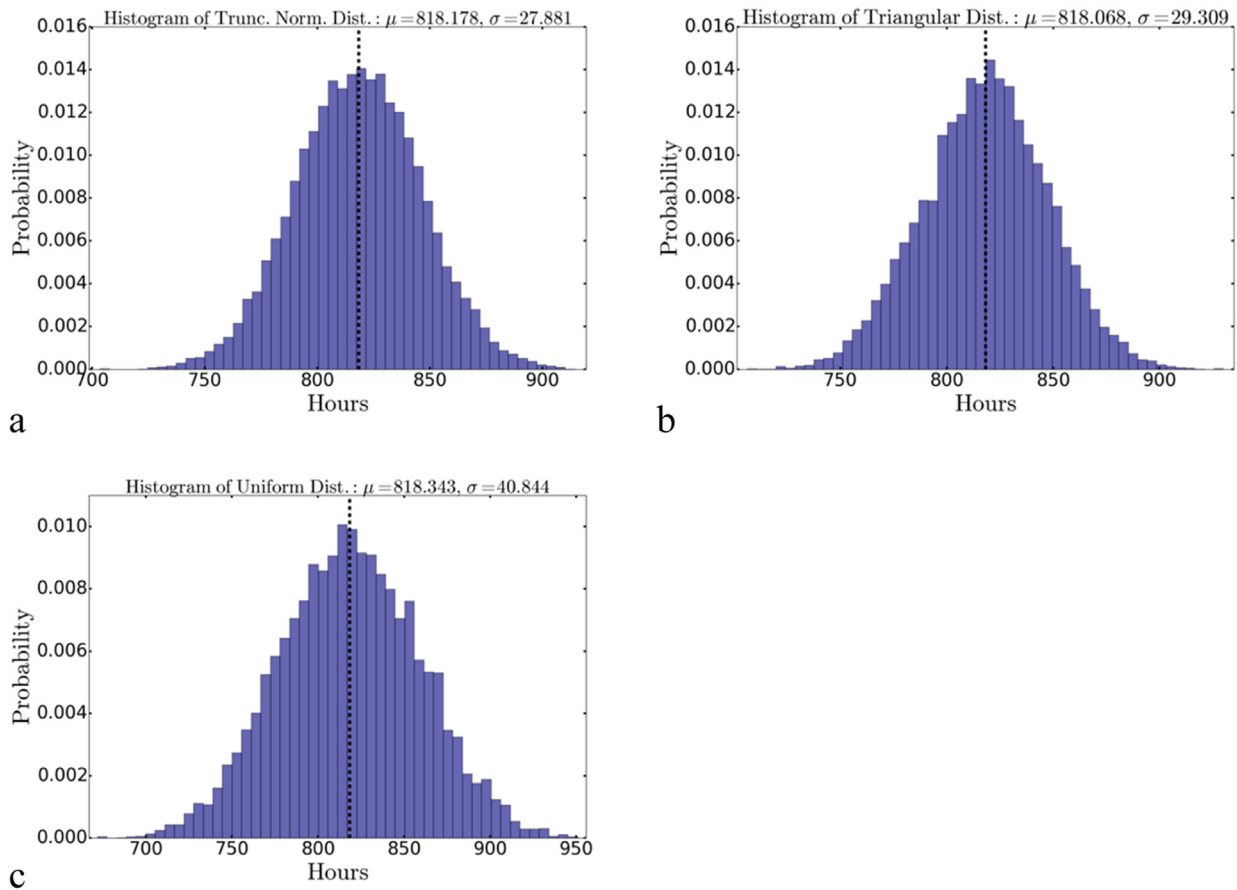 Histogram of Trunc. Norm. Dist.: μ=818.178, σ=27.881
0.016
0.014
0.012
0.010
0.008
0.006
0.004
0.002
0.000
Probability
700 750 800 850 900
Hours
a
Histogram of Triangular Dist.: μ=818.068, σ=29.309
0.016
0.014
0.012
0.010
0.008
0.006
0.004
0.002
0.000
Probability
750 800 850 900
Hours
b
Histogram of Uniform Dist.: μ=818.343, σ=40.844
0.010
0.008
0.006
0.004
0.002
0.000
Probability
700 750 800 850 900 950
Hours
c